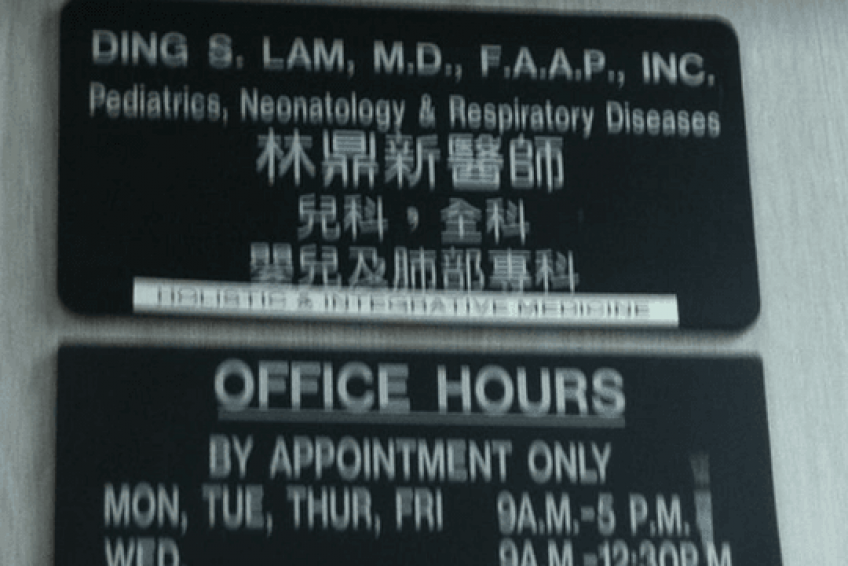 DING S. LAM, M.D., F.A.A.P., INC.
Pediatrics, Neonatology & Respiratory Diseases
林鼎新醫師
兒科，全科
嬰兒及肺部專科
HOLISTIC & INTEGRATIVE MEDICINE
OFFICE HOURS
BY APPOINTMENT ONLY
MON, TUE, THUR, FRI 9A.M.-5 P.M.
WED. 9A.M.-12:30P.M.